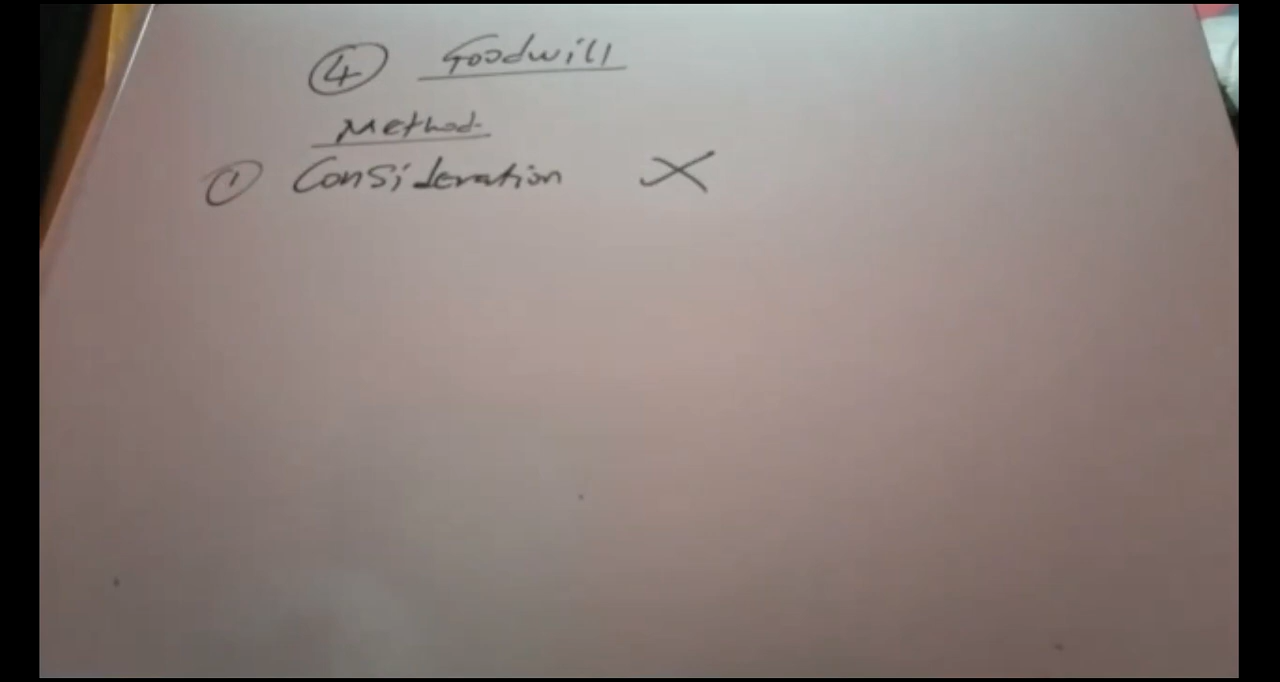 ④ Goodwill
Method
① Consideration X